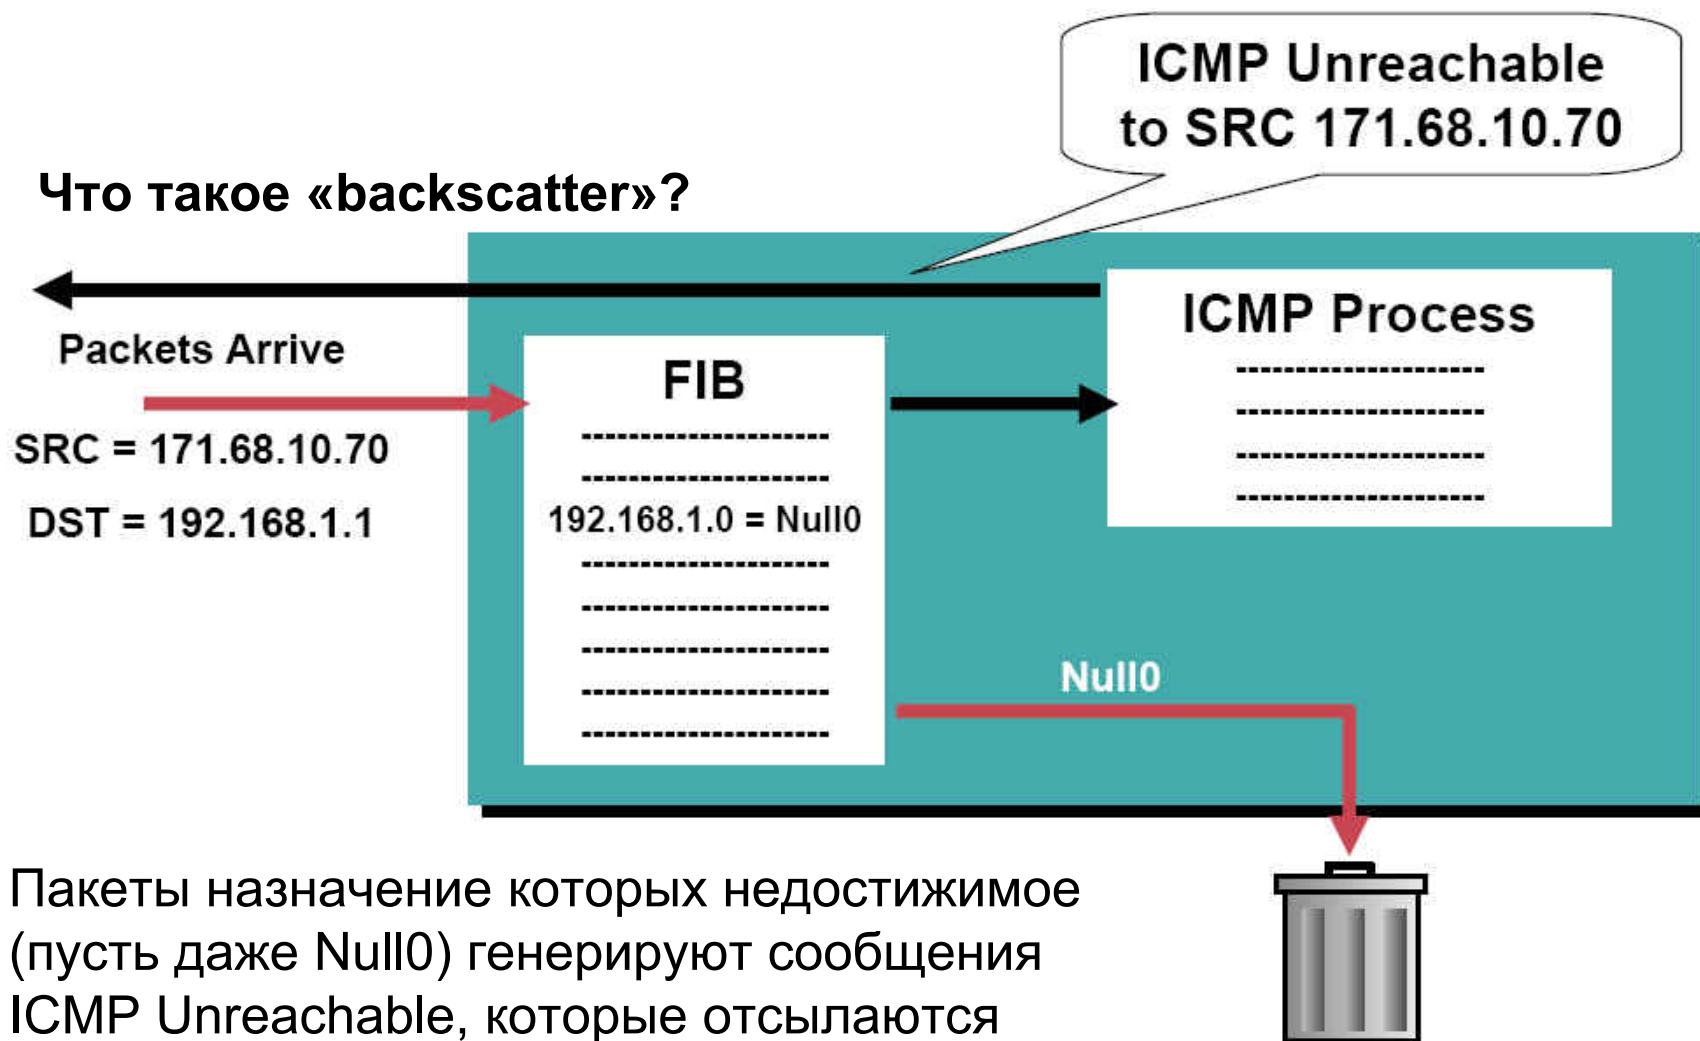 ICMP Unreachable
to SRC 171.68.10.70
Что такое «backscatter»?
ICMP Process
Packets Arrive
FIB
SRC = 171.68.10.70
DST = 192.168.1.1
192.168.1.0 = Null0
Null0
Пакеты назначение которых недостижимое
(пусть даже Null0) генерируют сообщения
ICMP Unreachable, которые отсылаются